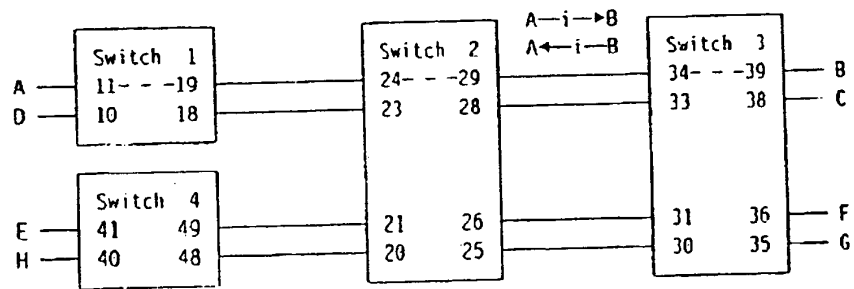 A—i—►B
A◄—i—B
Switch 1
Switch 2
Switch 3
A 11- - -19 24- - -29 34- - -39 B
D 10 18 23 28 33 38 C
Switch 4
E 41 49 21 26 31 36 F
H 40 48 20 25 30 35 G